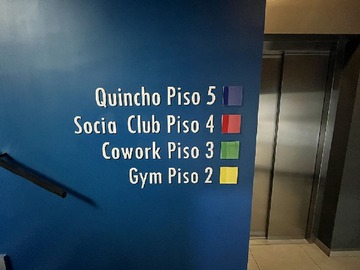 Quincho Piso 5
Socia Club Piso 4
Cowork Piso 3
Gym Piso 2